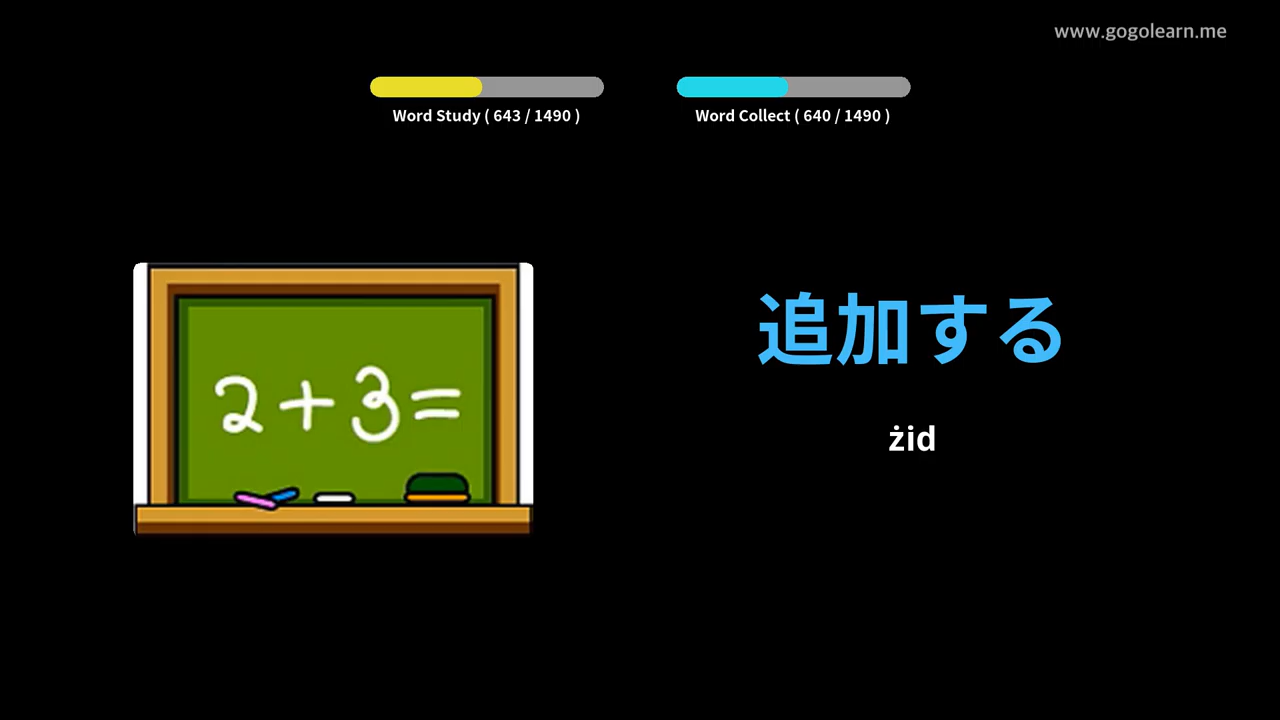 www.gogolearn.me
Word Study ( 643 / 1490 )
Word Collect ( 640 / 1490 )
2+3=
追加する
żid